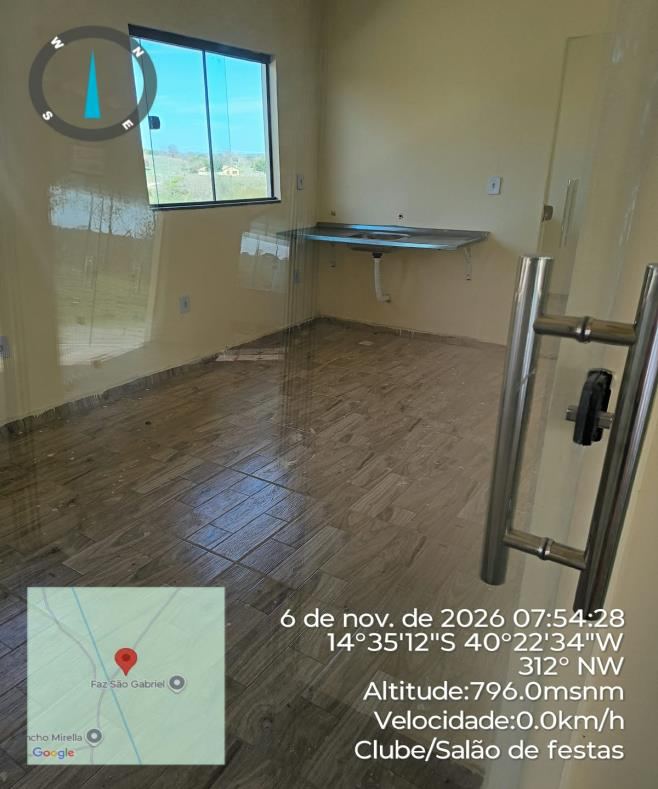 W
N
S
E
6 de nov. de 2026 07:54:28
14°35'12"S 40°22'34"W
312° NW
Altitude:796.0msnm
Velocidade:0.0km/h
Clube/Salão de festas
Faz São Gabriel
ncho Mirella
Google